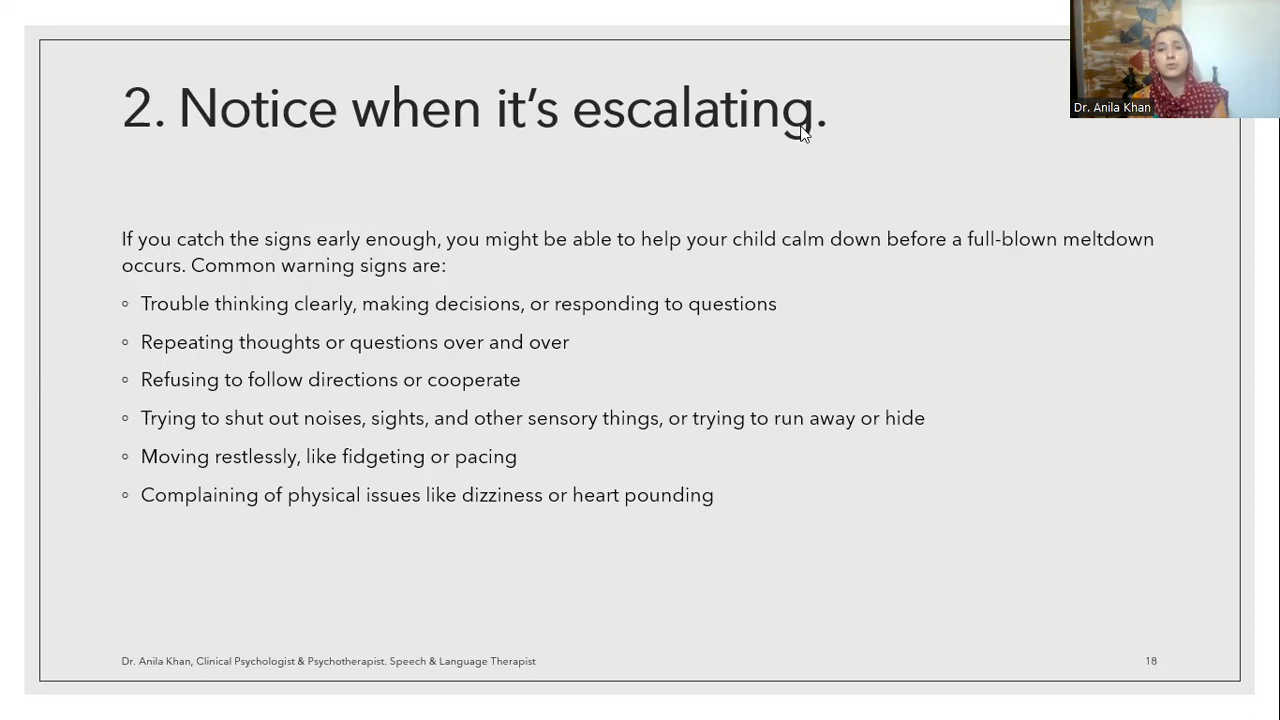 2. Notice when it's escalating.
Dr. Anila Khan
If you catch the signs early enough, you might be able to help your child calm down before a full-blown meltdown
occurs. Common warning signs are:
◦ Trouble thinking clearly, making decisions, or responding to questions
◦ Repeating thoughts or questions over and over
◦ Refusing to follow directions or cooperate
◦ Trying to shut out noises, sights, and other sensory things, or trying to run away or hide
◦ Moving restlessly, like fidgeting or pacing
◦ Complaining of physical issues like dizziness or heart pounding
Dr. Anila Khan, Clinical Psychologist & Psychotherapist. Speech & Language Therapist
18